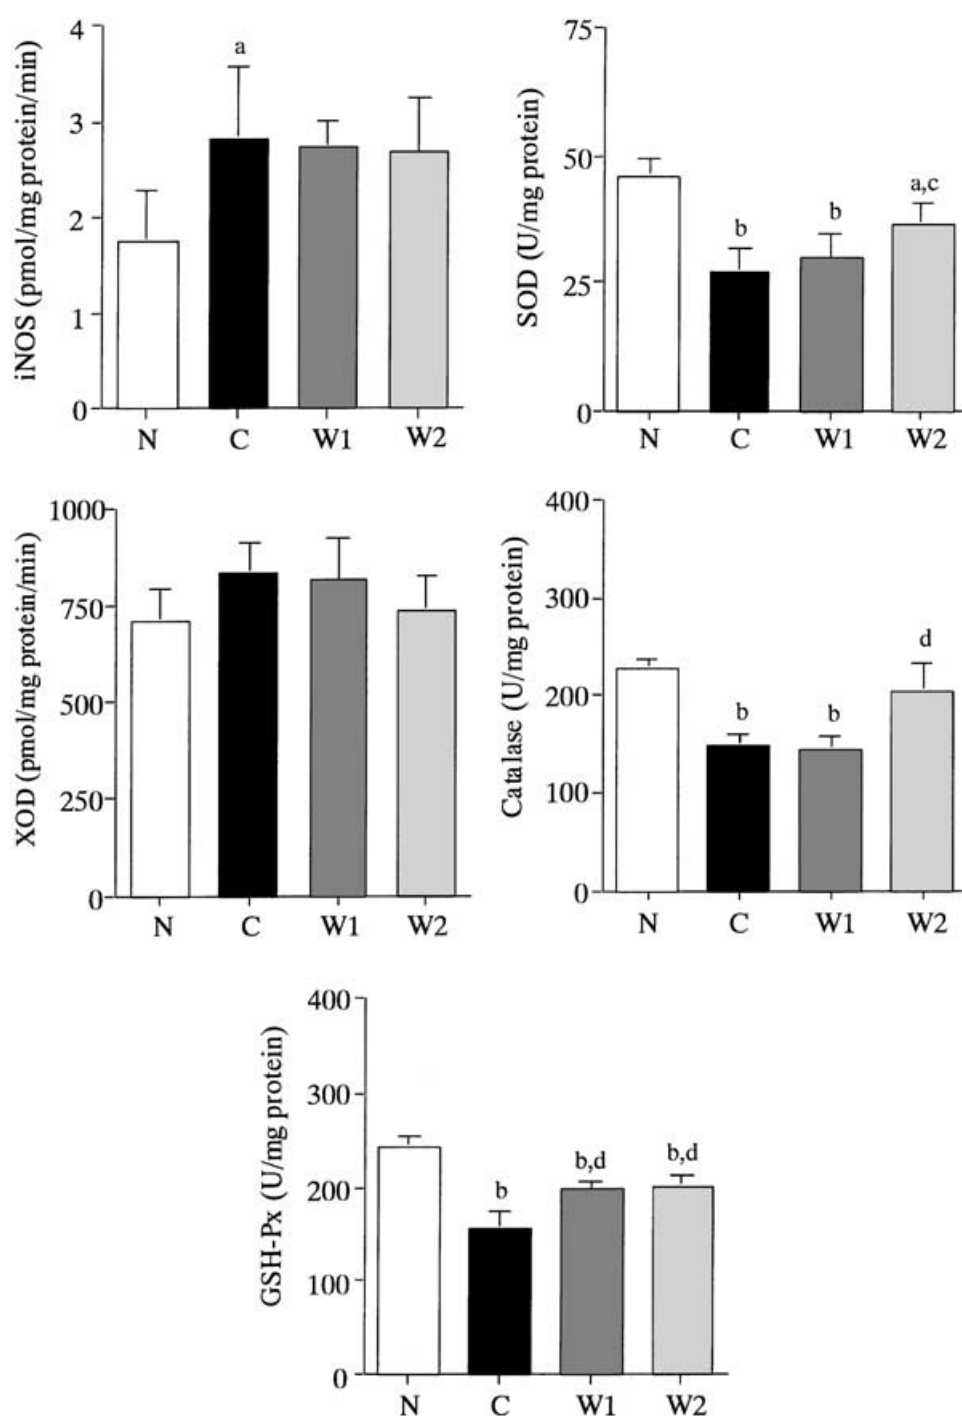 iNOS (pmol/mg protein/min)
4
3
2
1
0
a
N C W1 W2
SOD (U/mg protein)
75
50
25
0
b b a,c
N C W1 W2
XOD (pmol/mg protein/min)
1000
750
500
250
0
N C W1 W2
Catalase (U/mg protein)
400
300
200
100
0
b b d
N C W1 W2
GSH-Px (U/mg protein)
400
300
200
100
0
b b,d b,d
N C W1 W2